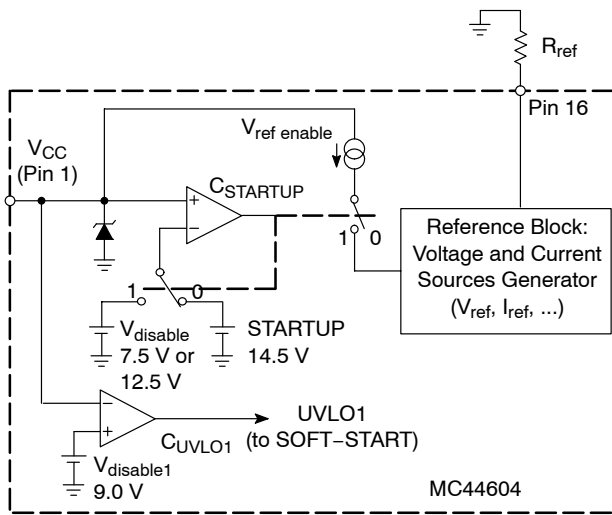 R_ref
Pin 16
V_CC
(Pin 1)
V_ref enable
C_STARTUP
+
−
1 0
Reference Block:
Voltage and Current
Sources Generator
(V_ref, I_ref, ...)
1 0
V_disable
7.5 V or
12.5 V
STARTUP
14.5 V
−
+
C_UVLO1
UVLO1
(to SOFT−START)
V_disable1
9.0 V
MC44604